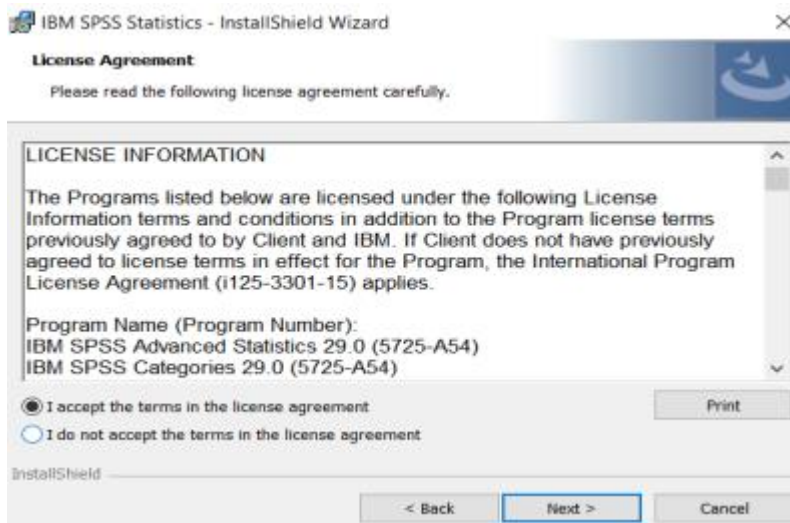 IBM SPSS Statistics - InstallShield Wizard
License Agreement
Please read the following license agreement carefully.
LICENSE INFORMATION
The Programs listed below are licensed under the following License
Information terms and conditions in addition to the Program license terms
previously agreed to by Client and IBM. If Client does not have previously
agreed to license terms in effect for the Program, the International Program
License Agreement (i125-3301-15) applies.
Program Name (Program Number):
IBM SPSS Advanced Statistics 29.0 (5725-A54)
IBM SPSS Categories 29.0 (5725-A54)
I accept the terms in the license agreement
Print
I do not accept the terms in the license agreement
InstallShield
< Back
Next >
Cancel